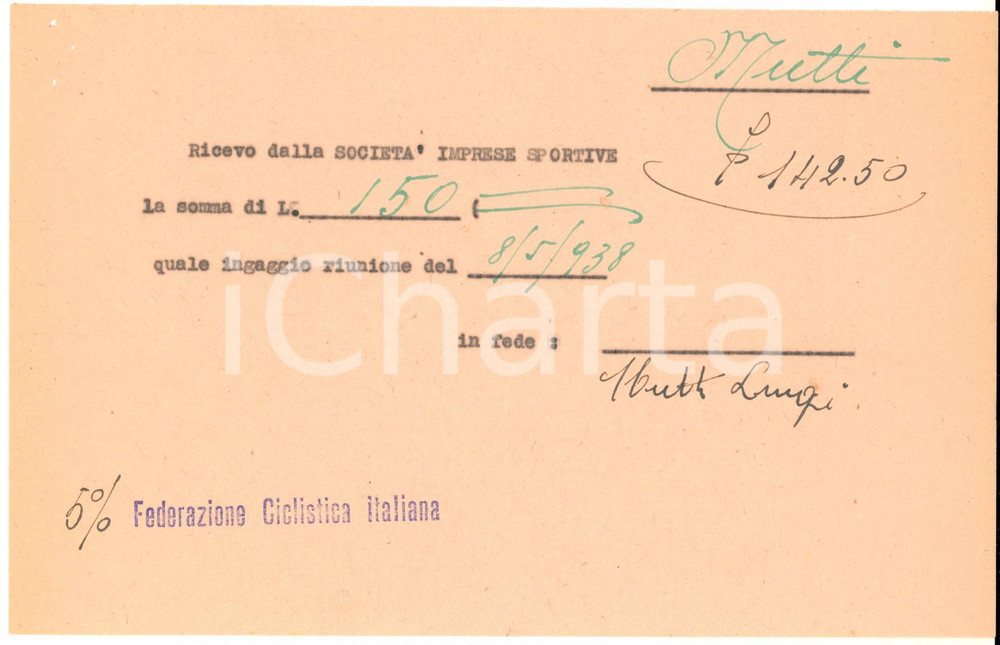 Mutti
£ 142.50
Ricevo dalla SOCIETA' IMPRESE SPORTIVE
la somma di L. 150 (
quale ingaggio riunione del 8/5/938
iCharta
in fede :
Mutti Luigi
5% Federazione Ciclistica italiana